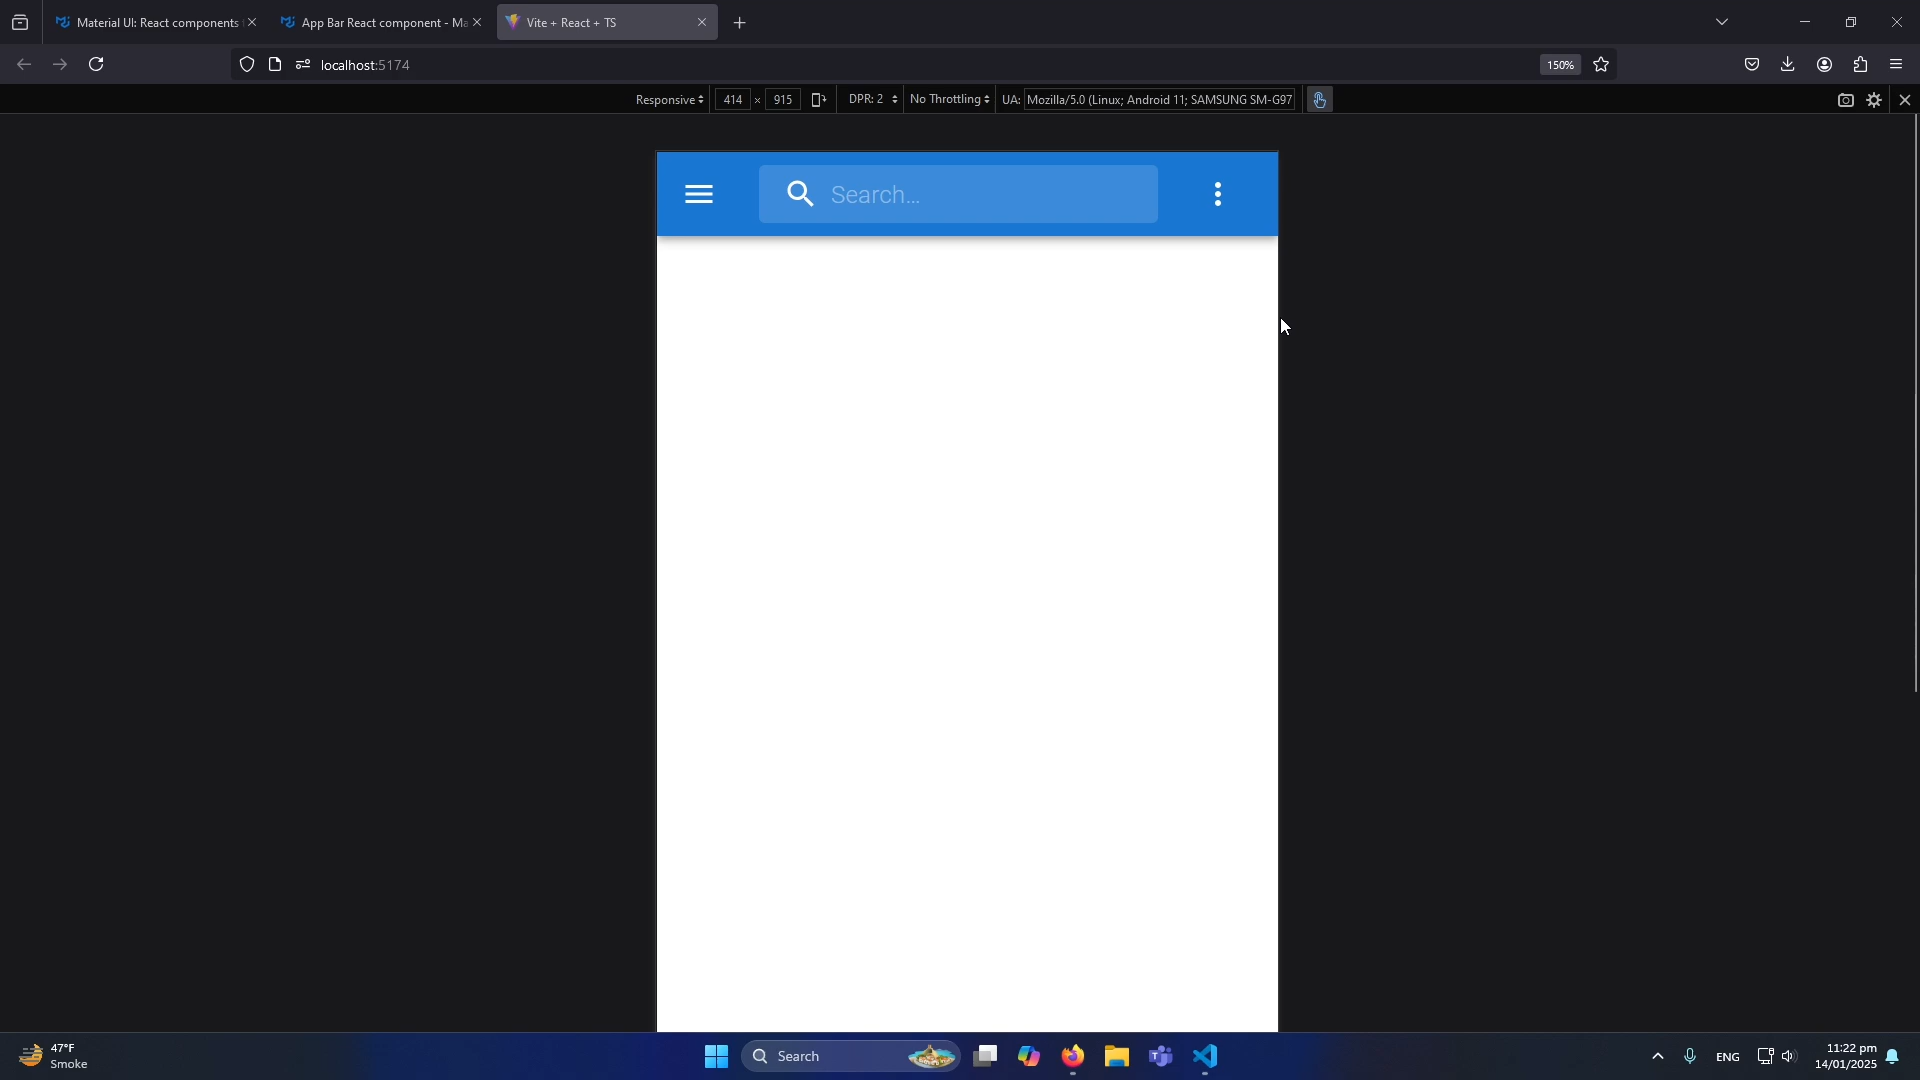 Material UI: React components
App Bar React component - Ma
Vite + React + TS
localhost:5174
150%
Responsive
414 × 915
DPR: 2
No Throttling
UA: Mozilla/5.0 (Linux; Android 11; SAMSUNG SM-G97
Search...
47°F
Smoke
Search
ENG
11:22 pm
14/01/2025